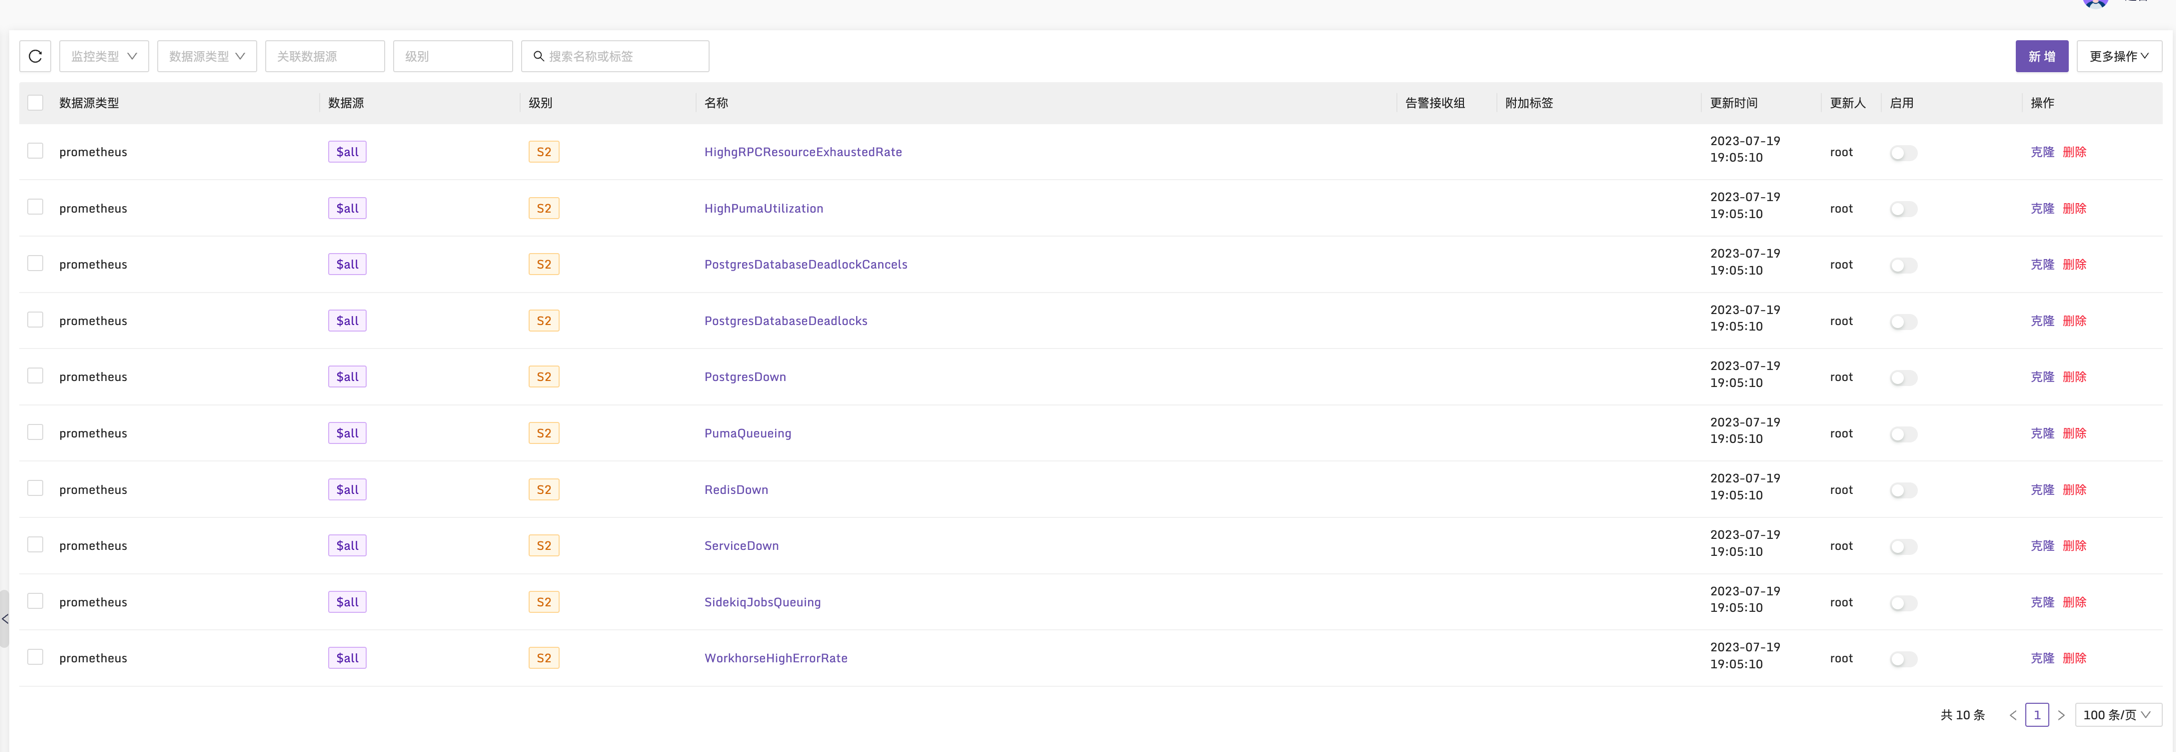 监控类型 数据源类型 关联数据源 级别 搜索名称或标签 新 增 更多操作
数据源类型 数据源 级别 名称 告警接收组 附加标签 更新时间 更新人 启用 操作
prometheus $all S2 HighgRPCResourceExhaustedRate 2023-07-19 19:05:10 root 克隆 删除
prometheus $all S2 HighPumaUtilization 2023-07-19 19:05:10 root 克隆 删除
prometheus $all S2 PostgresDatabaseDeadlockCancels 2023-07-19 19:05:10 root 克隆 删除
prometheus $all S2 PostgresDatabaseDeadlocks 2023-07-19 19:05:10 root 克隆 删除
prometheus $all S2 PostgresDown 2023-07-19 19:05:10 root 克隆 删除
prometheus $all S2 PumaQueueing 2023-07-19 19:05:10 root 克隆 删除
prometheus $all S2 RedisDown 2023-07-19 19:05:10 root 克隆 删除
prometheus $all S2 ServiceDown 2023-07-19 19:05:10 root 克隆 删除
prometheus $all S2 SidekiqJobsQueuing 2023-07-19 19:05:10 root 克隆 删除
prometheus $all S2 WorkhorseHighErrorRate 2023-07-19 19:05:10 root 克隆 删除
共 10 条 1 100 条/页